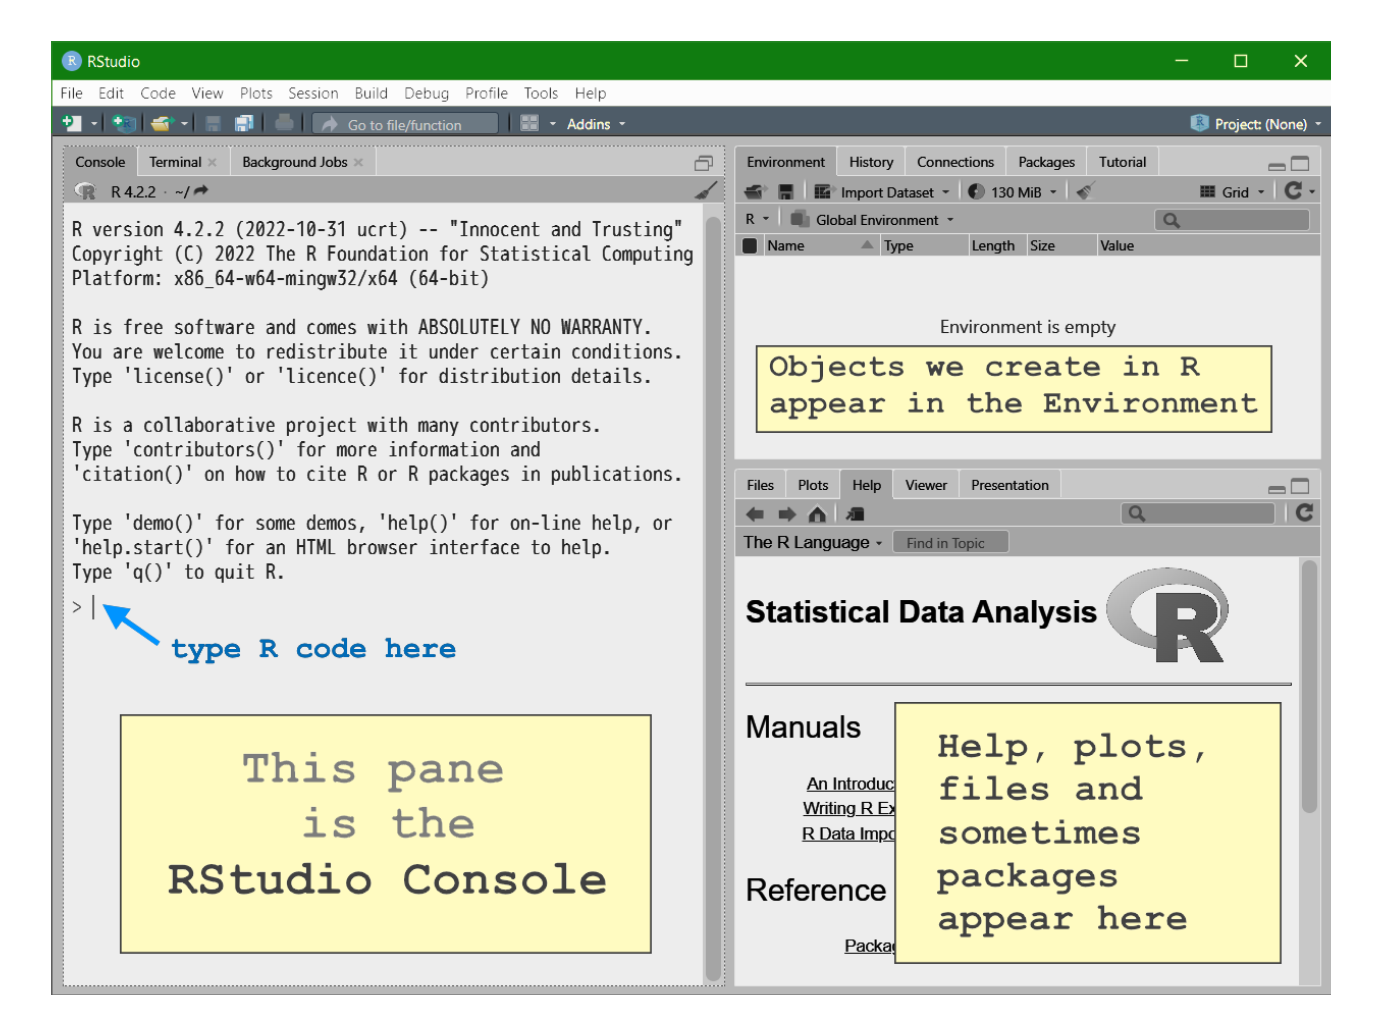 RStudio
File Edit Code View Plots Session Build Debug Profile Tools Help
Go to file/function Addins Project: (None)
Console Terminal Background Jobs
R 4.2.2 · ~/
R version 4.2.2 (2022-10-31 ucrt) -- "Innocent and Trusting"
Copyright (C) 2022 The R Foundation for Statistical Computing
Platform: x86_64-w64-mingw32/x64 (64-bit)
R is free software and comes with ABSOLUTELY NO WARRANTY.
You are welcome to redistribute it under certain conditions.
Type 'license()' or 'licence()' for distribution details.
R is a collaborative project with many contributors.
Type 'contributors()' for more information and
'citation()' on how to cite R or R packages in publications.
Type 'demo()' for some demos, 'help()' for on-line help, or
'help.start()' for an HTML browser interface to help.
Type 'q()' to quit R.
>
type R code here
This pane
is the
RStudio Console
Environment History Connections Packages Tutorial
Import Dataset 130 MiB Grid
R Global Environment
Name Type Length Size Value
Environment is empty
Objects we create in R
appear in the Environment
Files Plots Help Viewer Presentation
The R Language Find in Topic
Statistical Data Analysis R
Manuals
An Introduc
Writing R Ex
R Data Impo
Reference
Packag
Help, plots,
files and
sometimes
packages
appear here